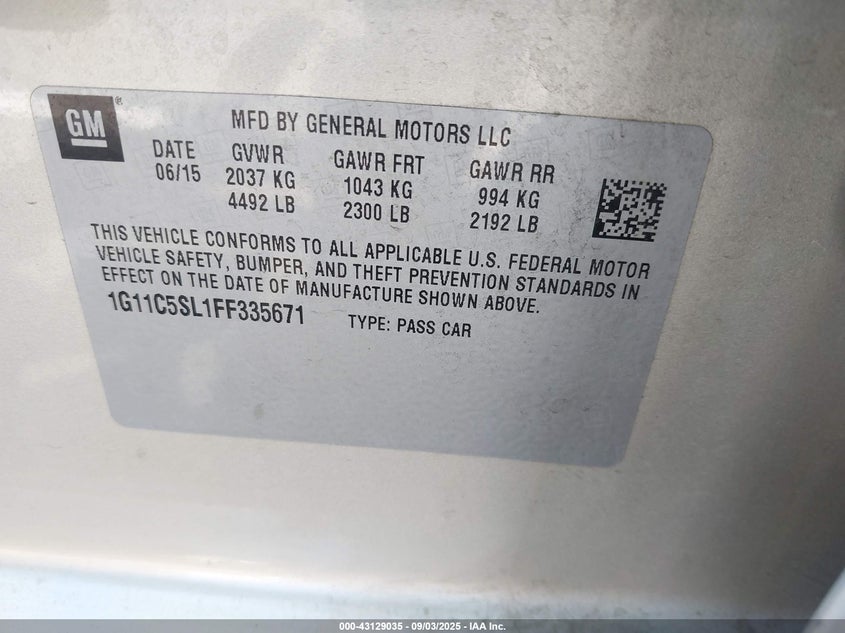 GM®
MFD BY GENERAL MOTORS LLC
DATE GVWR GAWR FRT GAWR RR
06/15 2037 KG 1043 KG 994 KG
4492 LB 2300 LB 2192 LB
THIS VEHICLE CONFORMS TO ALL APPLICABLE U.S. FEDERAL MOTOR
VEHICLE SAFETY, BUMPER, AND THEFT PREVENTION STANDARDS IN
EFFECT ON THE DATE OF MANUFACTURE SHOWN ABOVE.
1G11C5SL1FF335671 TYPE: PASS CAR
000-43129035 - 09/03/2025 - IAA Inc.